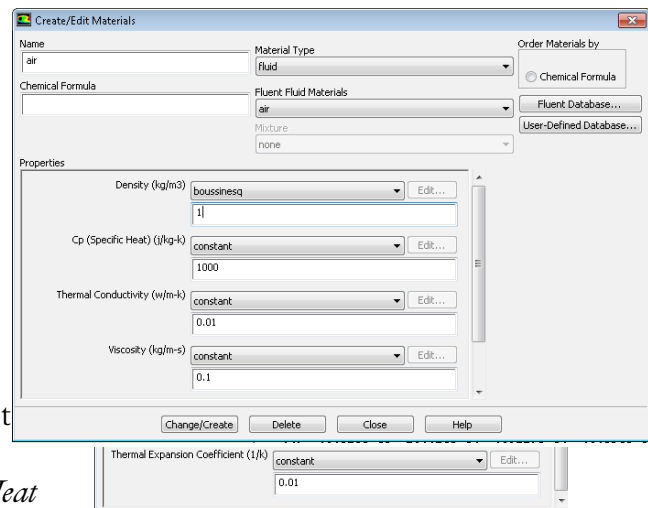 Create/Edit Materials
Name
air
Material Type
fluid
Order Materials by
Chemical Formula
Chemical Formula
Fluent Fluid Materials
air
Fluent Database...
User-Defined Database...
Mixture
none
Properties
Density (kg/m3) boussinesq Edit...
1
Cp (Specific Heat) (j/kg-k) constant Edit...
1000
Thermal Conductivity (w/m-k) constant Edit...
0.01
Viscosity (kg/m-s) constant Edit...
0.1
Change/Create Delete Close Help
t
Thermal Expansion Coefficient (1/k) constant Edit...
0.01
eat